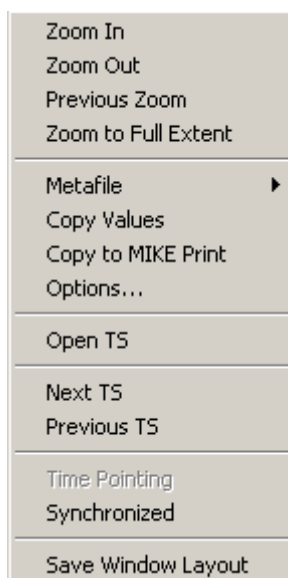 Zoom In
Zoom Out
Previous Zoom
Zoom to Full Extent
Metafile
Copy Values
Copy to MIKE Print
Options...
Open TS
Next TS
Previous TS
Time Pointing
Synchronized
Save Window Layout